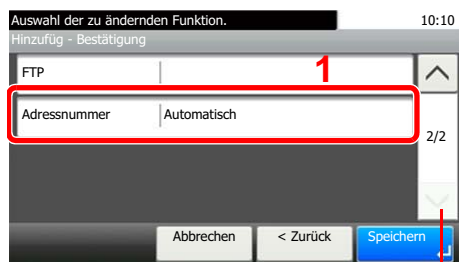 Auswahl der zu ändernden Funktion. 10:10
Hinzufüg - Bestätigung
FTP 1
Adressnummer Automatisch
2/2
Abbrechen < Zurück Speichern